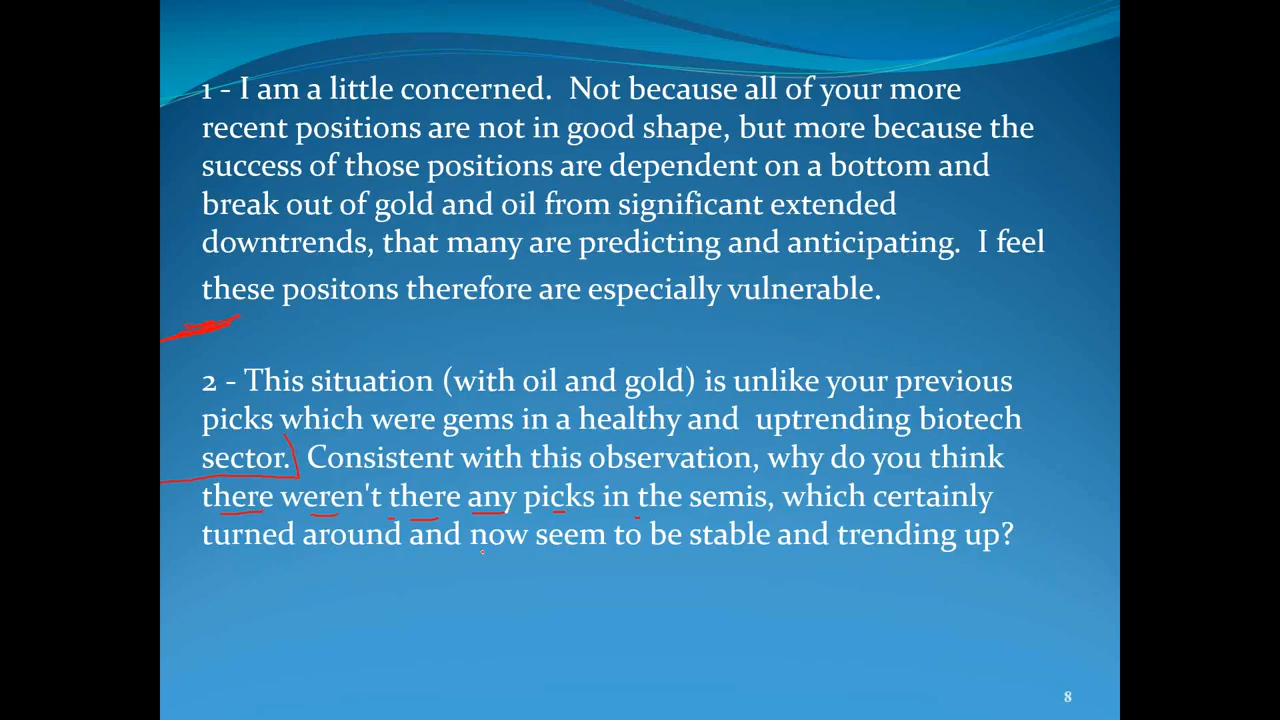 1 - I am a little concerned.  Not because all of your more
recent positions are not in good shape, but more because the
success of those positions are dependent on a bottom and
break out of gold and oil from significant extended
downtrends, that many are predicting and anticipating.  I feel
these positons therefore are especially vulnerable.
2 - This situation (with oil and gold) is unlike your previous
picks which were gems in a healthy and  uptrending biotech
sector.  Consistent with this observation, why do you think
there weren't there any picks in the semis, which certainly
turned around and now seem to be stable and trending up?
8